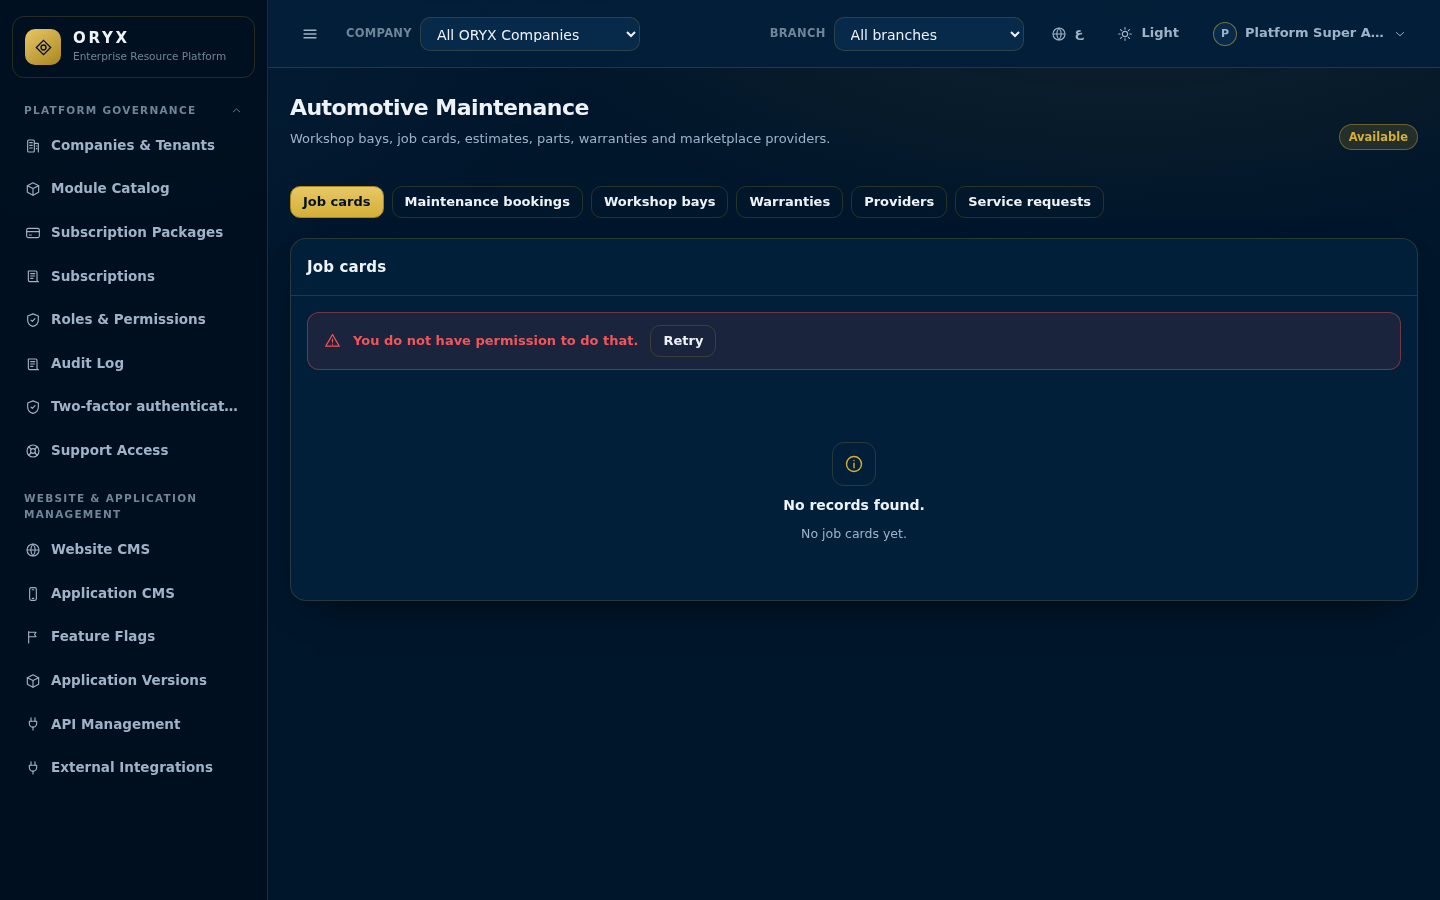 ORYX
Enterprise Resource Platform
PLATFORM GOVERNANCE
Companies & Tenants
Module Catalog
Subscription Packages
Subscriptions
Roles & Permissions
Audit Log
Two-factor authenticat…
Support Access
WEBSITE & APPLICATION
MANAGEMENT
Website CMS
Application CMS
Feature Flags
Application Versions
API Management
External Integrations
COMPANY
All ORYX Companies
BRANCH
All branches
ع
Light
P
Platform Super A…
Automotive Maintenance
Workshop bays, job cards, estimates, parts, warranties and marketplace providers.
Available
Job cards
Maintenance bookings
Workshop bays
Warranties
Providers
Service requests
Job cards
You do not have permission to do that.
Retry
No records found.
No job cards yet.